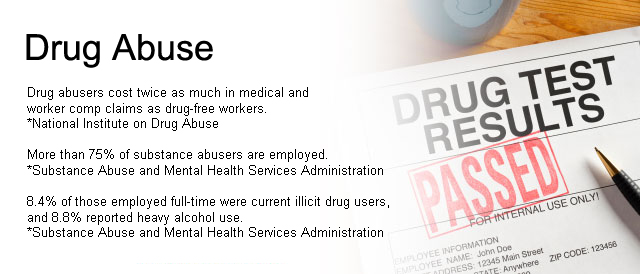 Drug Abuse
Drug abusers cost twice as much in medical and
worker comp claims as drug-free workers.
*National Institute on Drug Abuse
More than 75% of substance abusers are employed.
*Substance Abuse and Mental Health Services Administration
8.4% of those employed full-time were current illicit drug users,
and 8.8% reported heavy alcohol use.
*Substance Abuse and Mental Health Services Administration
DRUG TEST
RESULTS
PASSED
FOR INTERNAL USE ONLY!
EMPLOYEE INFORMATION
EMPLOYEE NAME: John Doe
ADDRESS: 12345 Main Street
STATE: Anywhere ZIP CODE: 123456